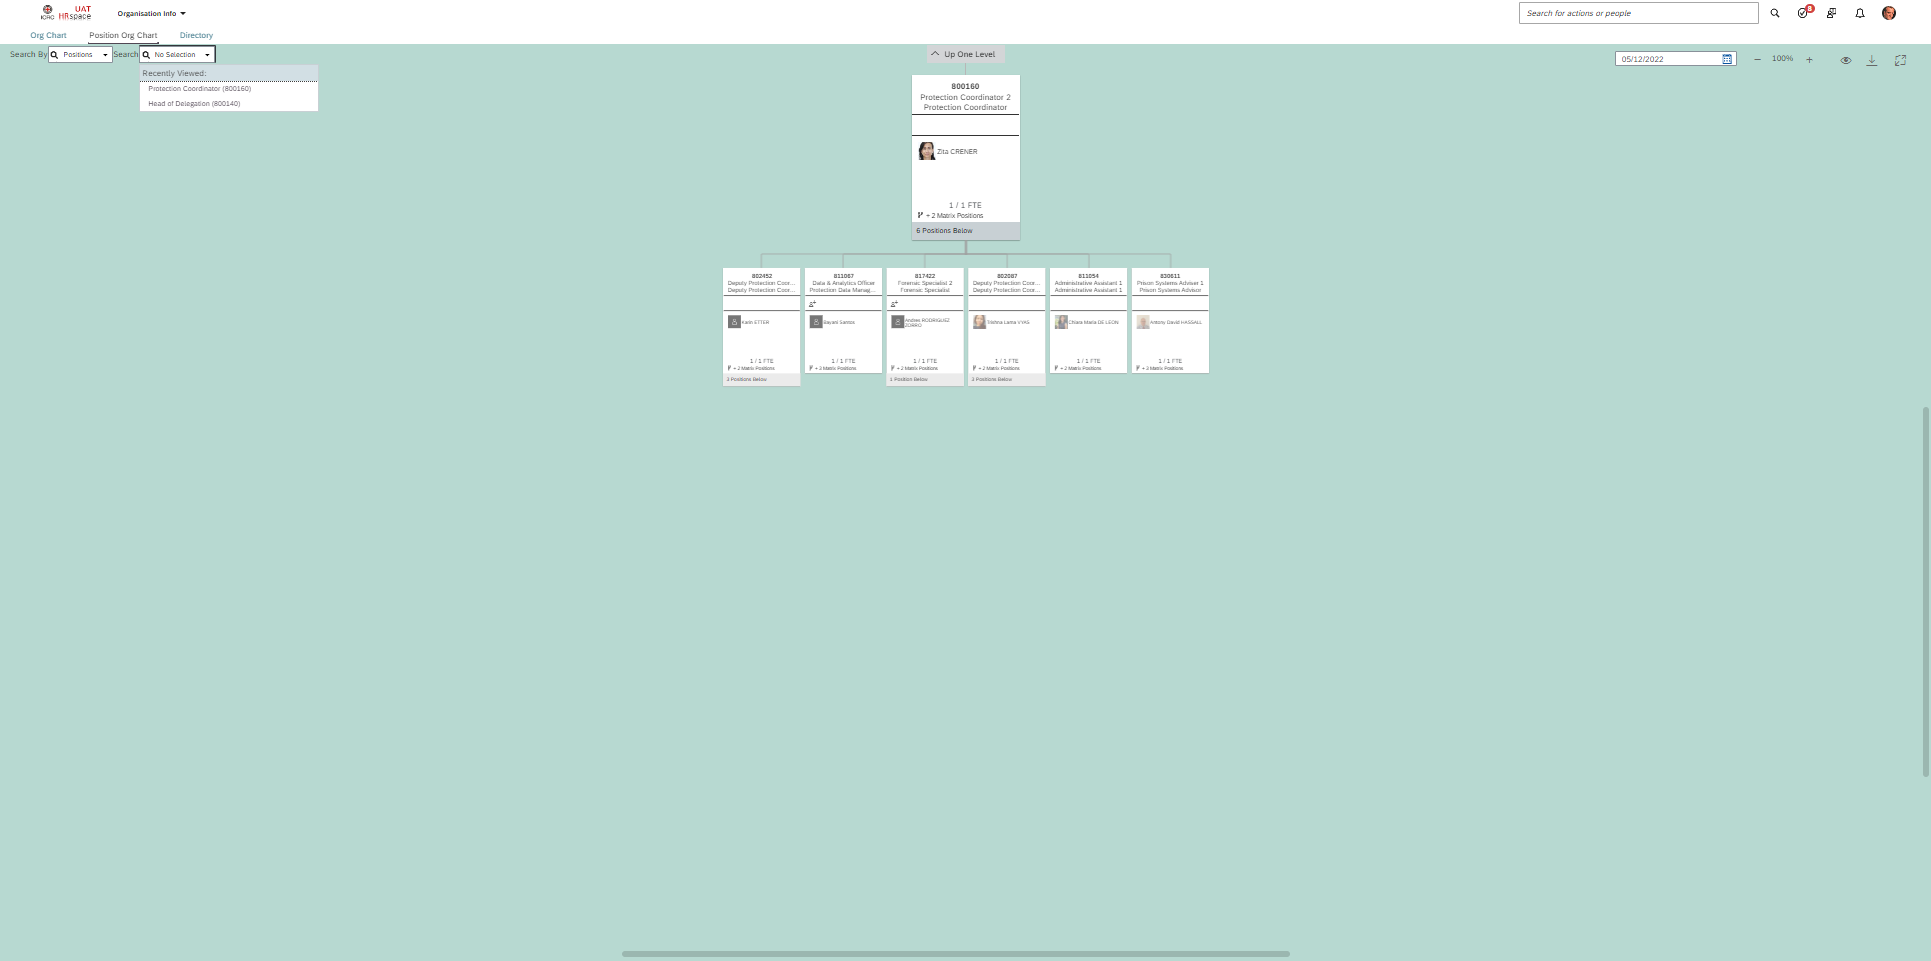 ICRC UAT HRspace
Organisation Info
Search for actions or people
8
Org Chart
Position Org Chart
Directory
Search By Positions Search No Selection
Recently Viewed:
Protection Coordinator (800160)
Head of Delegation (800140)
Up One Level
05/12/2022
100%
800160
Protection Coordinator 2
Protection Coordinator
Zita CRENER
1 / 1 FTE
+ 2 Matrix Positions
6 Positions Below
802452
Deputy Protection Coor...
Deputy Protection Coor...
Karin ETTER
1 / 1 FTE
+ 2 Matrix Positions
3 Positions Below
811067
Data & Analytics Officer
Protection Data Manag...
Bayani Santos
1 / 1 FTE
+ 3 Matrix Positions
817422
Forensic Specialist 2
Forensic Specialist
Andres RODRIGUEZ
ZORRO
1 / 1 FTE
+ 2 Matrix Positions
1 Position Below
802087
Deputy Protection Coor...
Deputy Protection Coor...
Trishna Lama VYAS
1 / 1 FTE
+ 2 Matrix Positions
3 Positions Below
811054
Administrative Assistant 1
Administrative Assistant 1
Chiara Maria DE LEON
1 / 1 FTE
+ 2 Matrix Positions
830611
Prison Systems Adviser 1
Prison Systems Advisor
Antony David HASSALL
1 / 1 FTE
+ 2 Matrix Positions